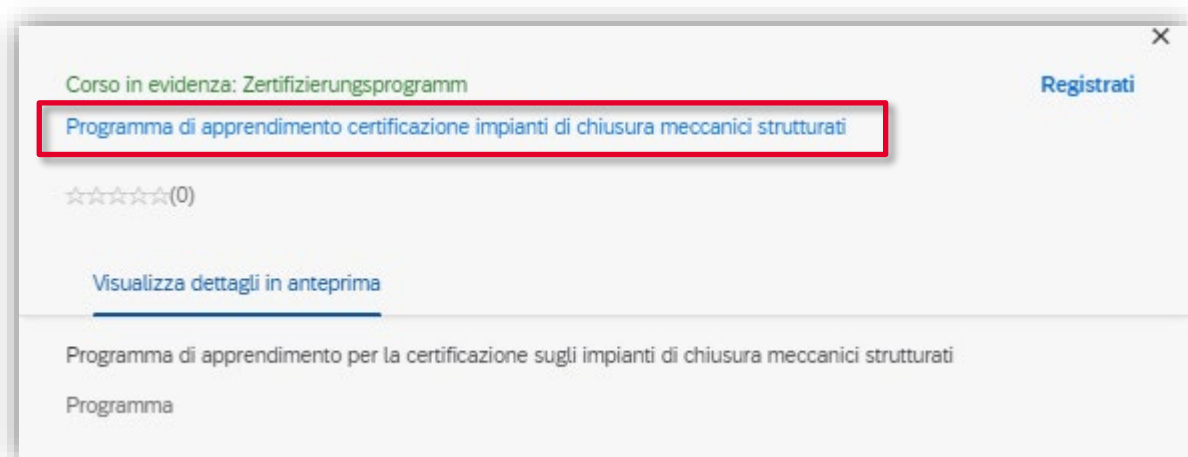 Corso in evidenza: Zertifizierungsprogramm
Registrati
Programma di apprendimento certificazione impianti di chiusura meccanici strutturati
(0)
Visualizza dettagli in anteprima
Programma di apprendimento per la certificazione sugli impianti di chiusura meccanici strutturati
Programma